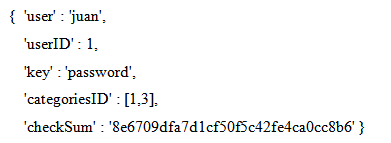 { 'user' : 'juan',
'userID' : 1,
'key' : 'password',
'categoriesID' : [1,3],
'checkSum' : '8e6709dfa7d1cf50f5c42fe4ca0cc8b6' }